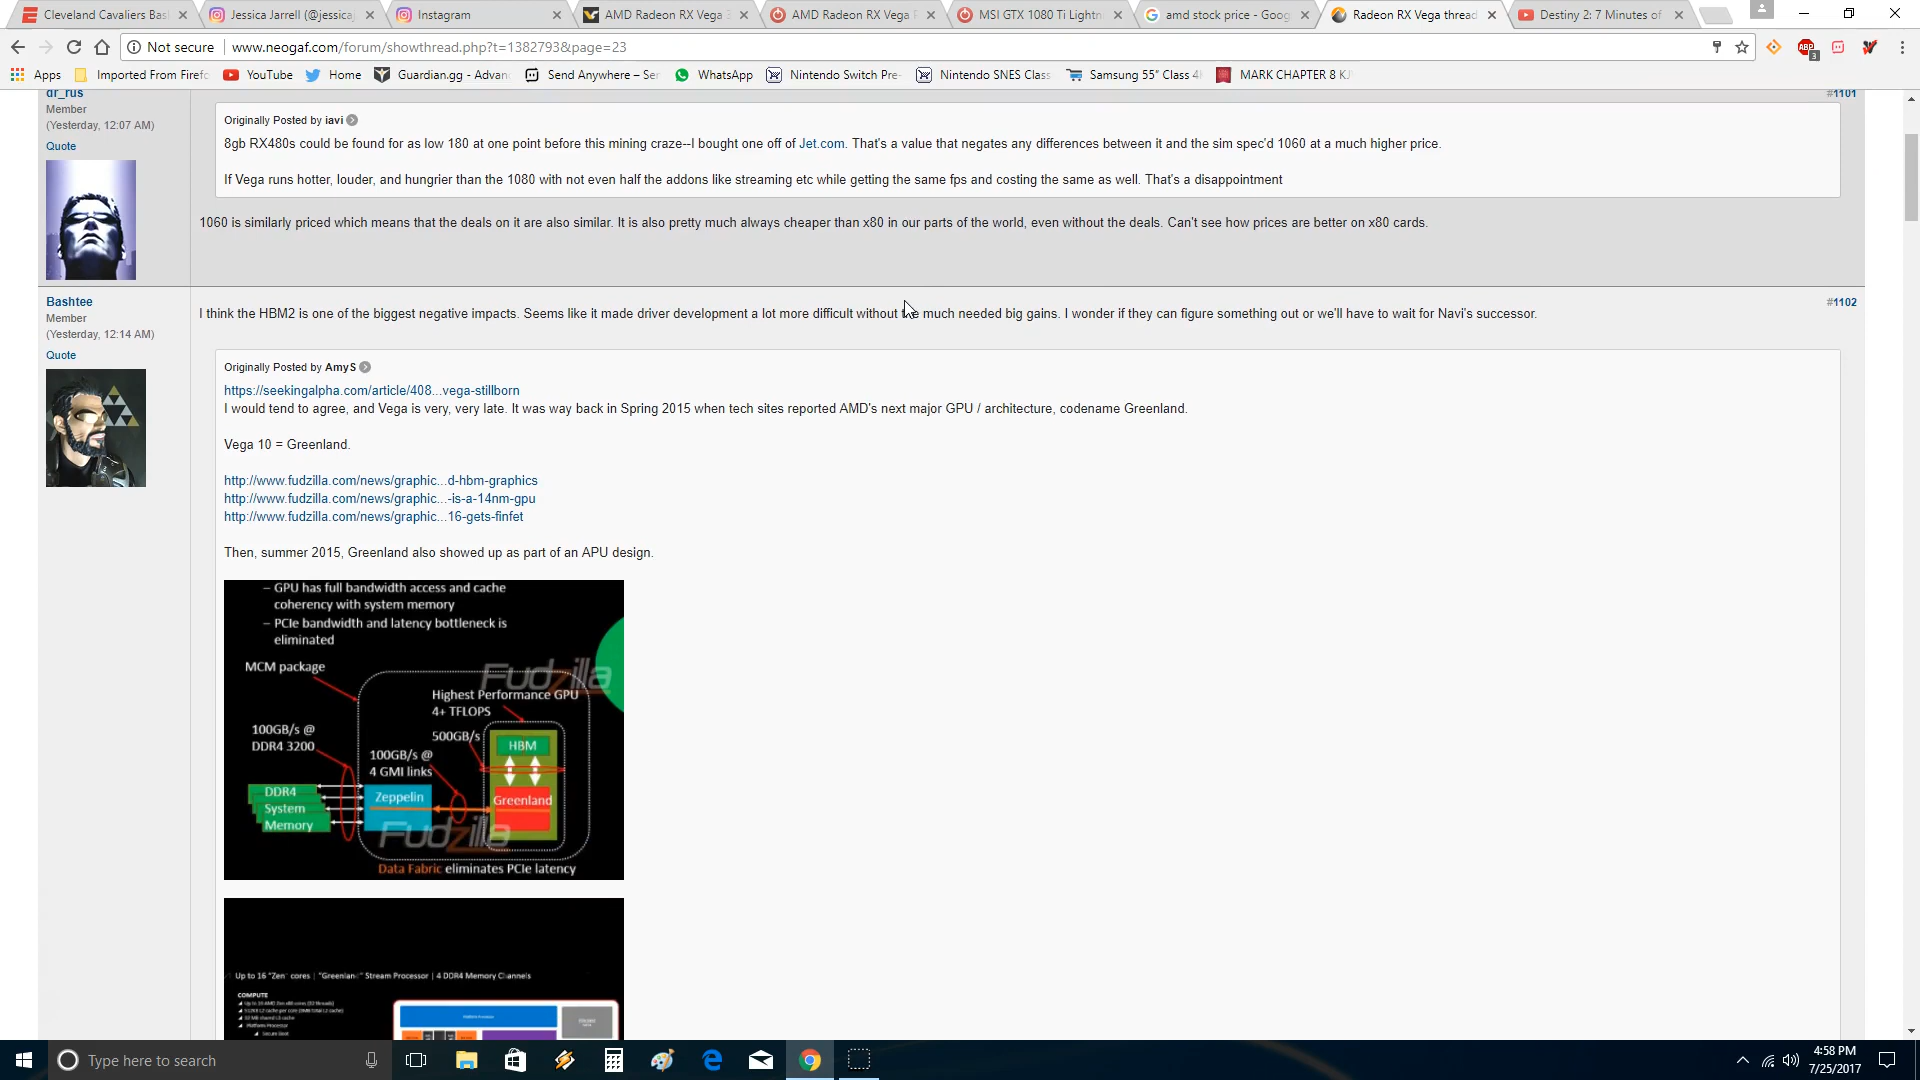 Cleveland Cavaliers Bas
Jessica Jarrell (@jessica
Instagram
AMD Radeon RX Vega
AMD Radeon RX Vega
MSI GTX 1080 Ti Lightn
amd stock price - Goog
Radeon RX Vega thread
Destiny 2: 7 Minutes of
Not secure
www.neogaf.com/forum/showthread.php?t=1382793&page=23
ABP
3
Apps
Imported From Firefo
YouTube
Home
Guardian.gg - Advan
Send Anywhere – Ser
WhatsApp
Nintendo Switch Pre-
Nintendo SNES Class
Samsung 55" Class 4
MARK CHAPTER 8 KJ
dr_rus
#1101
Member
(Yesterday, 12:07 AM)
Quote
Originally Posted by iavi
8gb RX480s could be found for as low 180 at one point before this mining craze--I bought one off of Jet.com. That's a value that negates any differences between it and the sim spec'd 1060 at a much higher price.
If Vega runs hotter, louder, and hungrier than the 1080 with not even half the addons like streaming etc while getting the same fps and costing the same as well. That's a disappointment
1060 is similarly priced which means that the deals on it are also similar. It is also pretty much always cheaper than x80 in our parts of the world, even without the deals. Can't see how prices are better on x80 cards.
Bashtee
#1102
Member
(Yesterday, 12:14 AM)
Quote
I think the HBM2 is one of the biggest negative impacts. Seems like it made driver development a lot more difficult without the much needed big gains. I wonder if they can figure something out or we'll have to wait for Navi's successor.
Originally Posted by AmyS
https://seekingalpha.com/article/408...vega-stillborn
I would tend to agree, and Vega is very, very late. It was way back in Spring 2015 when tech sites reported AMD's next major GPU / architecture, codename Greenland.
Vega 10 = Greenland.
http://www.fudzilla.com/news/graphic...d-hbm-graphics
http://www.fudzilla.com/news/graphic...-is-a-14nm-gpu
http://www.fudzilla.com/news/graphic...16-gets-finfet
Then, summer 2015, Greenland also showed up as part of an APU design.
– GPU has full bandwidth access and cache
coherency with system memory
– PCIe bandwidth and latency bottleneck is
eliminated
MCM package
Fudzilla
Highest Performance GPU
4+ TFLOPS
100GB/s @
DDR4 3200
500GB/s
100GB/s @
4 GMI links
HBM
DDR4
System
Memory
Zeppelin
Greenland
Fudzilla
Data Fabric eliminates PCIe latency
Up to 16 "Zen" cores | "Greenland" Stream Processor | 4 DDR4 Memory Channels
COMPUTE
Platform Processor
Secure Boot
Type here to search
4:58 PM
7/25/2017